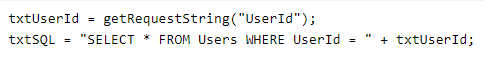 txtUserId = getRequestString("UserId");
txtSQL = "SELECT * FROM Users WHERE UserId = " + txtUserId;